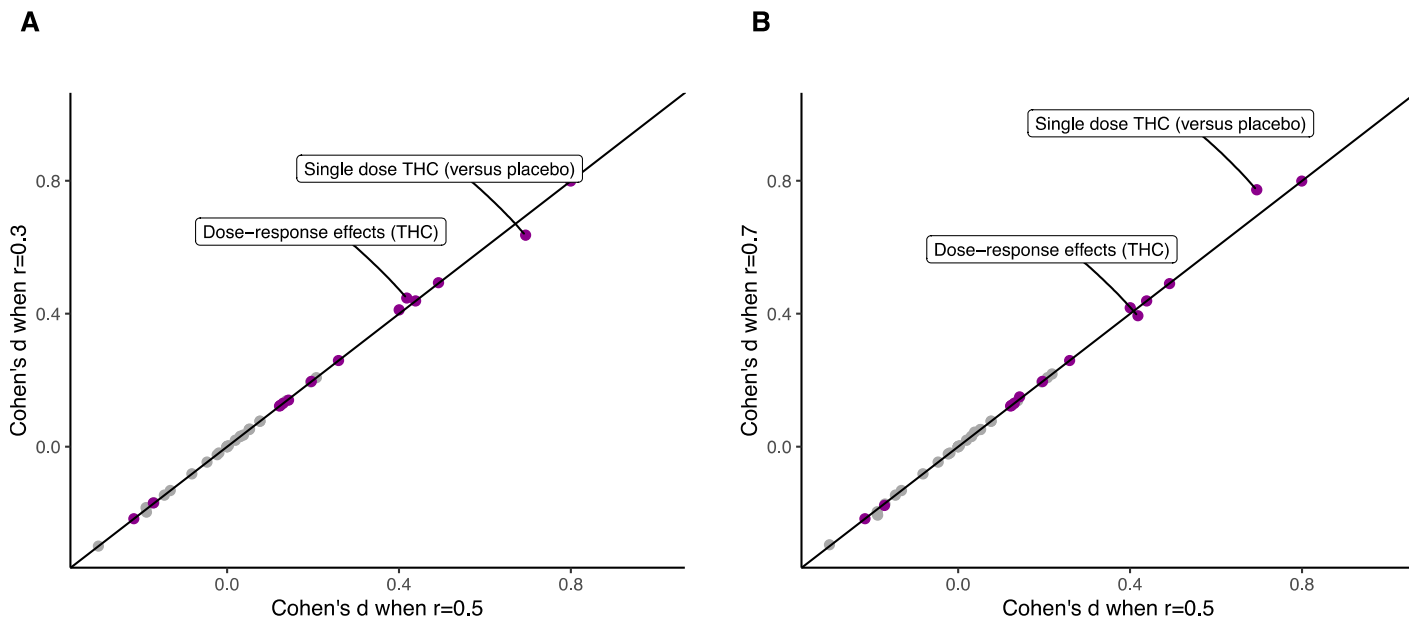 A
Single dose THC (versus placebo)
Dose−response effects (THC)
0.8
0.4
0.0
Cohen's d when r=0.3
0.0
0.4
0.8
Cohen's d when r=0.5
B
Single dose THC (versus placebo)
Dose−response effects (THC)
0.8
0.4
0.0
Cohen's d when r=0.7
0.0
0.4
0.8
Cohen's d when r=0.5